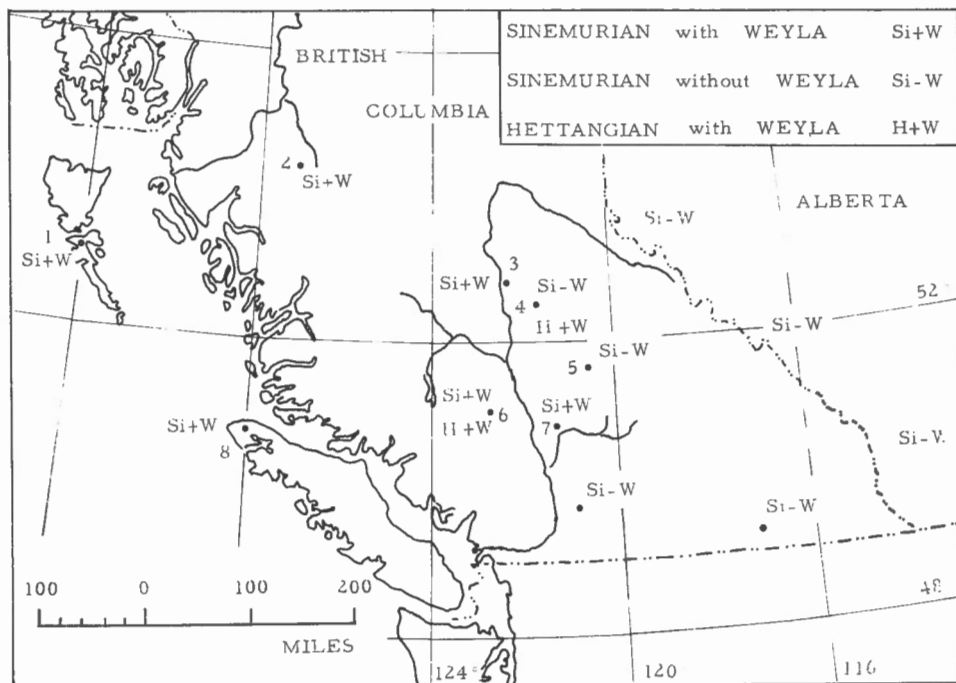 SINEMURIAN with WEYLA Si+W
SINEMURIAN without WEYLA Si-W
HETTANGIAN with WEYLA H+W
BRITISH
COLUMBIA
ALBERTA
2
Si+W
Si-W
1
Si+W
3
Si+W
4
Si-W
H+W
52
Si-W
Si-W
5
Si+W
6
H+W
Si+W
7
Si+W
8
Si-W
Si-W
Si-W
100 0 100 200
MILES
48
124°
120
116